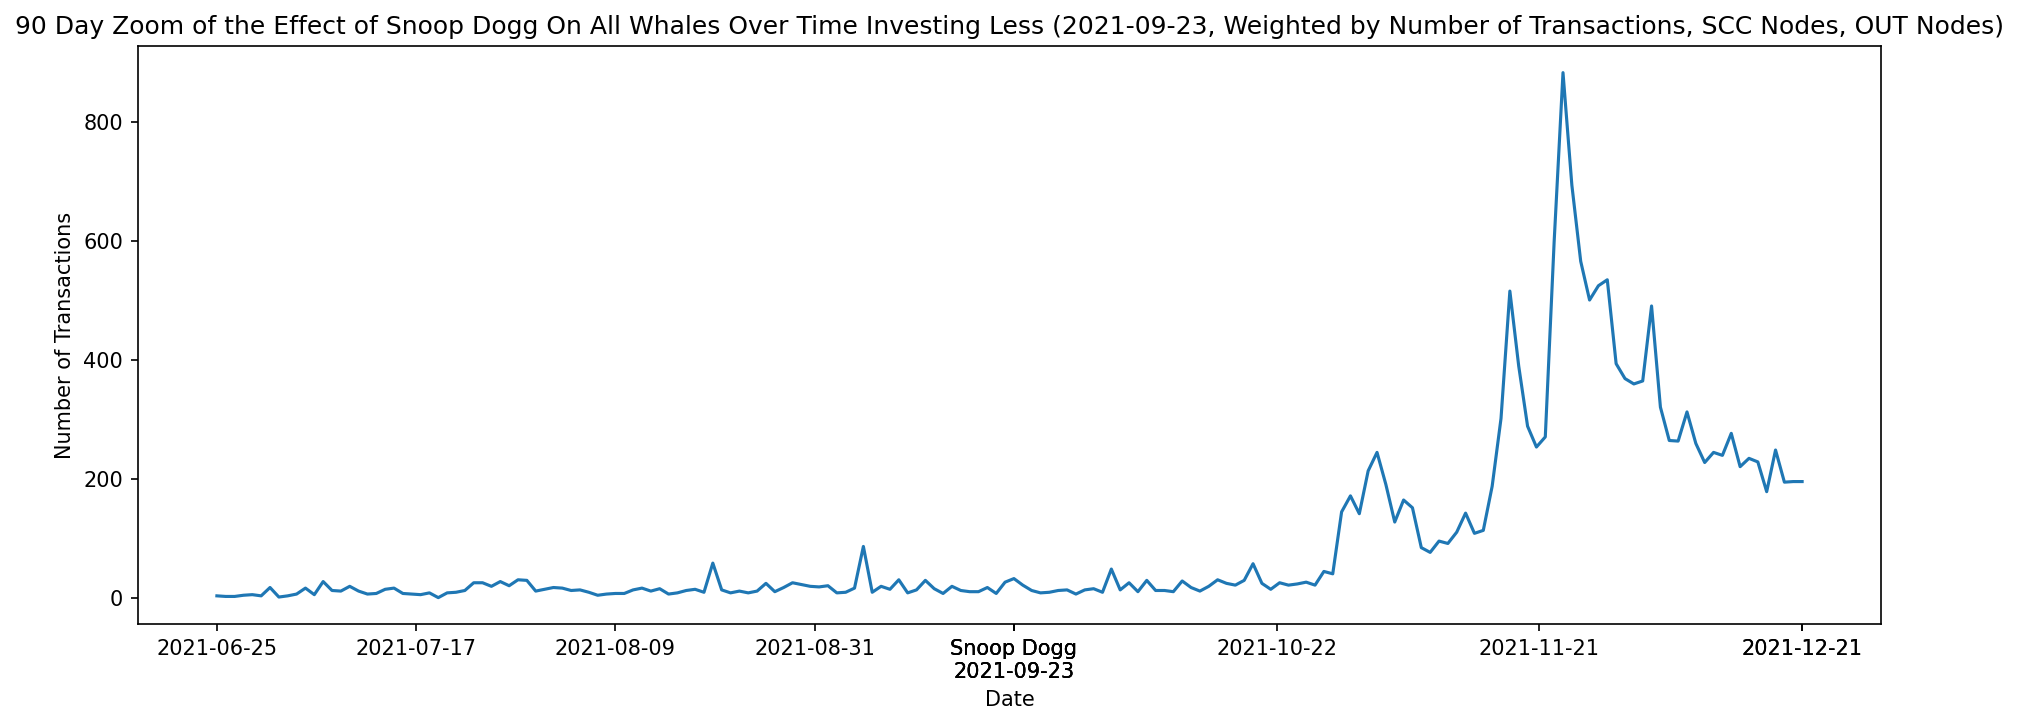 90 Day Zoom of the Effect of Snoop Dogg On All Whales Over Time Investing Less (2021-09-23, Weighted by Number of Transactions, SCC Nodes, OUT Nodes)
800
600
400
200
0
Number of Transactions
2021-06-25 2021-07-17 2021-08-09 2021-08-31 Snoop Dogg 2021-10-22 2021-11-21 2021-12-21
2021-09-23
Date